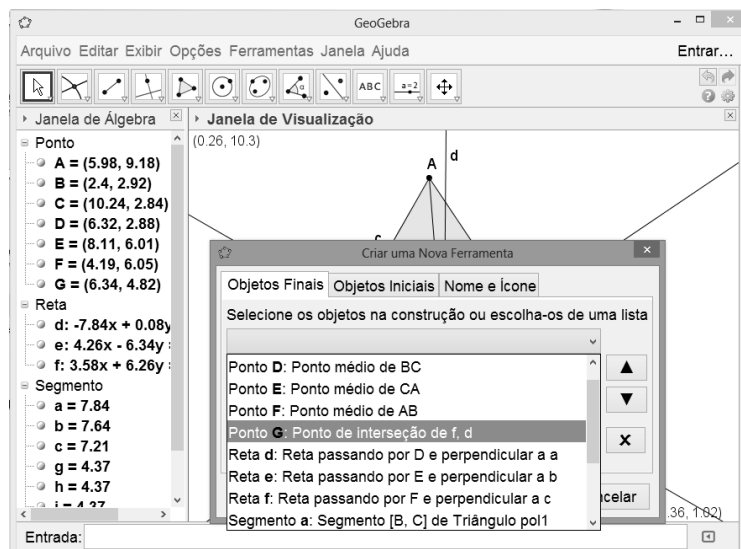 GeoGebra
Arquivo Editar Exibir Opções Ferramentas Janela Ajuda Entrar...
ABC a=2
Janela de Álgebra
Janela de Visualização
Ponto
A = (5.98, 9.18)
B = (2.4, 2.92)
C = (10.24, 2.84)
D = (6.32, 2.88)
E = (8.11, 6.01)
F = (4.19, 6.05)
G = (6.34, 4.82)
Reta
d: -7.84x + 0.08y
e: 4.26x - 6.34y
f: 3.58x + 6.26y
Segmento
a = 7.84
b = 7.64
c = 7.21
g = 4.37
h = 4.37
i = 4.37
(0.26, 10.3)
A
d
c
Criar uma Nova Ferramenta
Objetos Finais Objetos Iniciais Nome e Ícone
Selecione os objetos na construção ou escolha-os de uma lista
Ponto D: Ponto médio de BC
Ponto E: Ponto médio de CA
Ponto F: Ponto médio de AB
Ponto G: Ponto de interseção de f, d
Reta d: Reta passando por D e perpendicular a a
Reta e: Reta passando por E e perpendicular a b
Reta f: Reta passando por F e perpendicular a c
Segmento a: Segmento [B, C] de Triângulo pol1
ncelar
.36, 1.02)
Entrada: